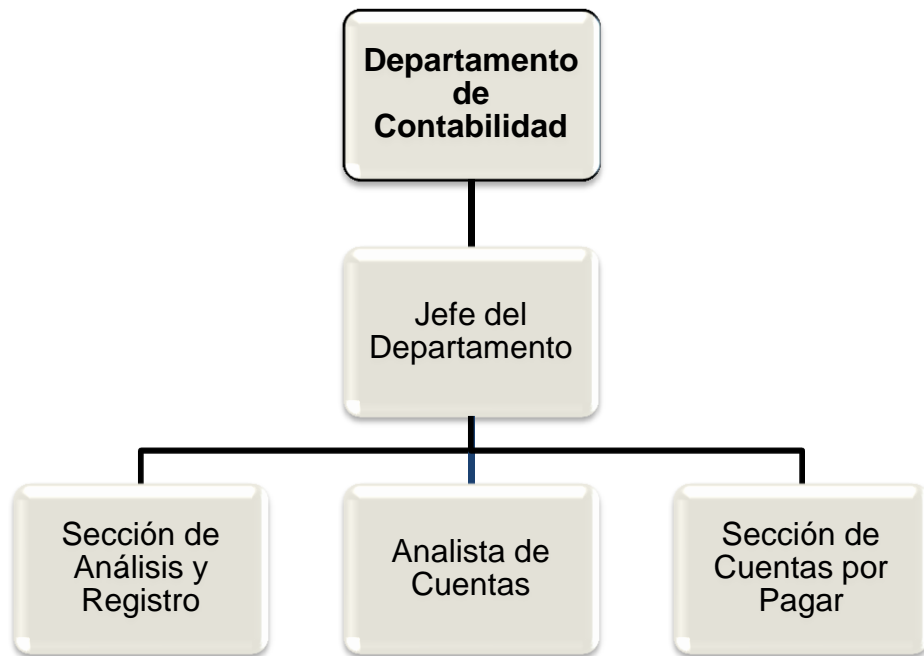 Departamento
de
Contabilidad
Jefe del
Departamento
Sección de
Análisis y
Registro
Analista de
Cuentas
Sección de
Cuentas por
Pagar